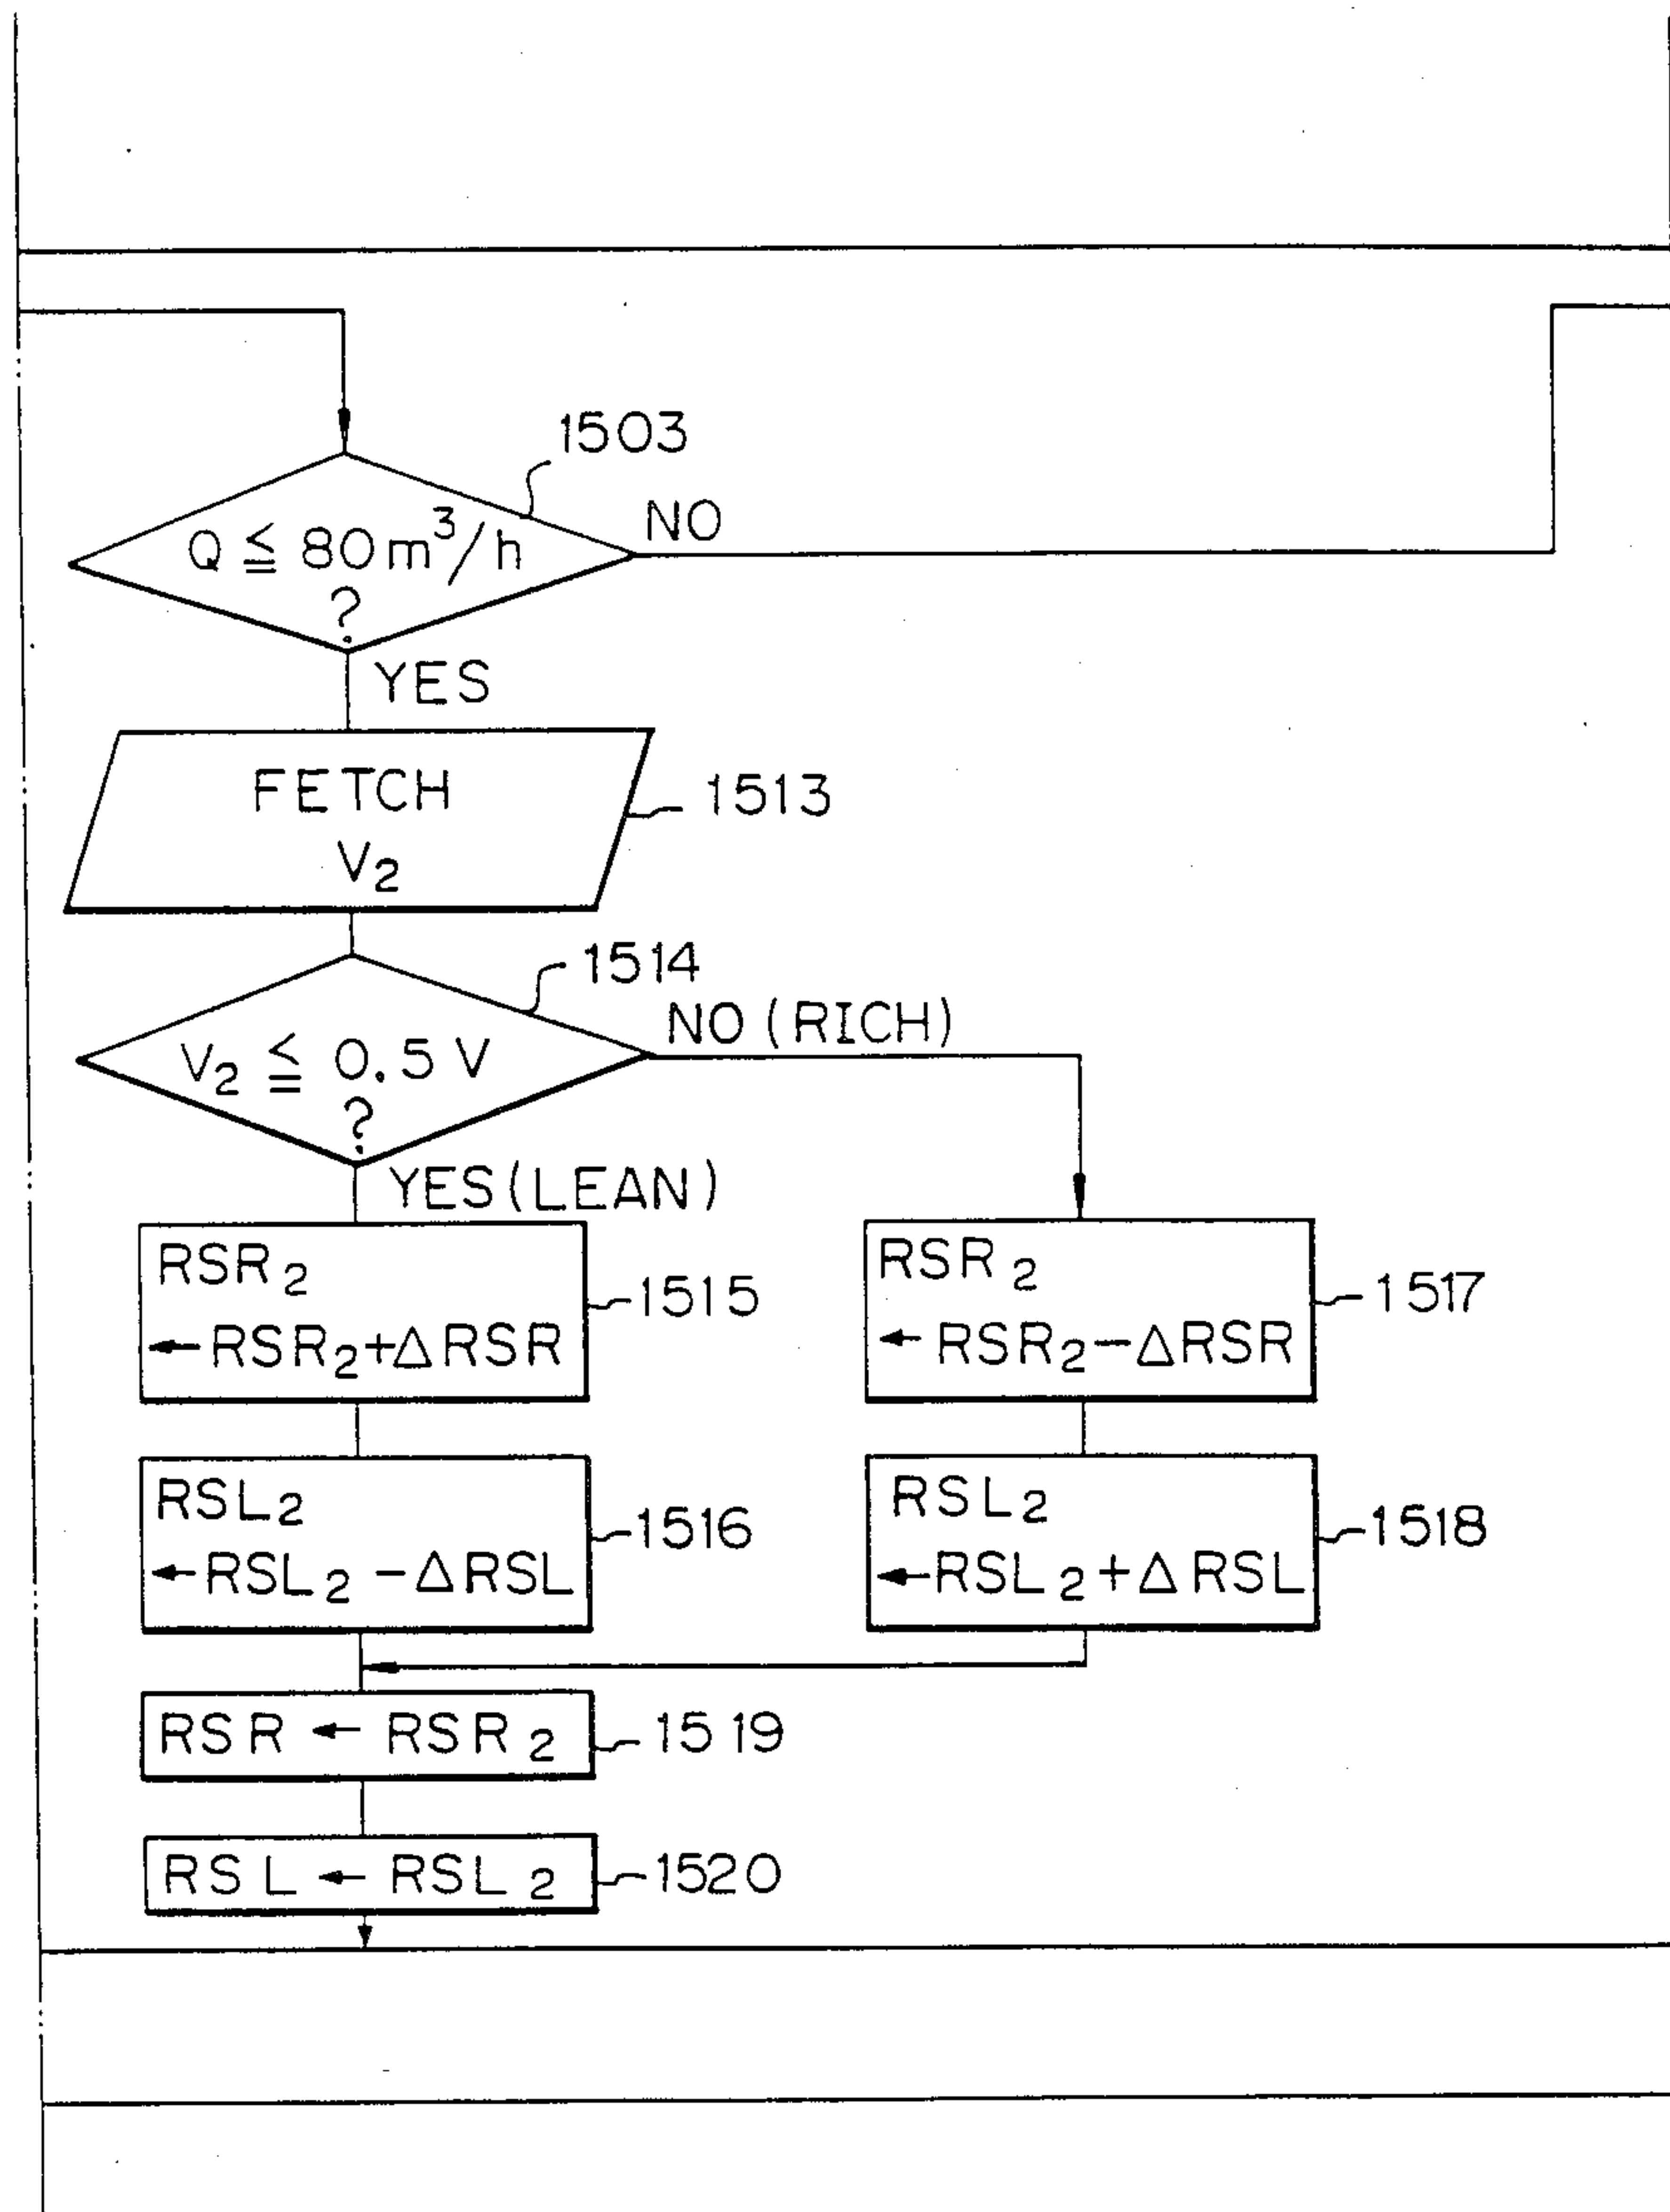 1503
NO
Q ≦ 80 m³/h
?
YES
FETCH
V₂
1513
1514
NO (RICH)
V₂ ≦ 0.5 V
?
YES (LEAN)
RSR₂
← RSR₂ + ΔRSR
1515
RSR₂
← RSR₂ − ΔRSR
1517
RSL₂
← RSL₂ − ΔRSL
1516
RSL₂
← RSL₂ + ΔRSL
1518
RSR ← RSR₂
1519
RSL ← RSL₂
1520